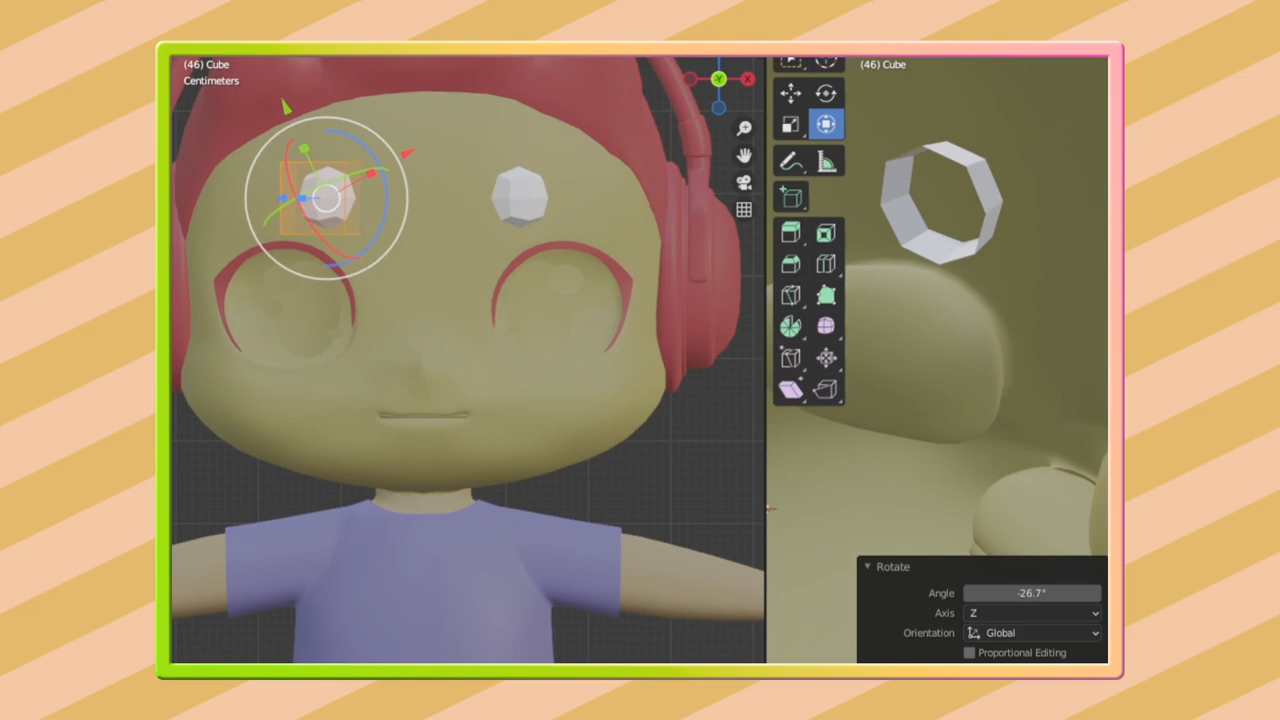 (46) Cube
Centimeters
Y
X
(46) Cube
Rotate
Angle
-26.7°
Axis
Z
Orientation
Global
Proportional Editing